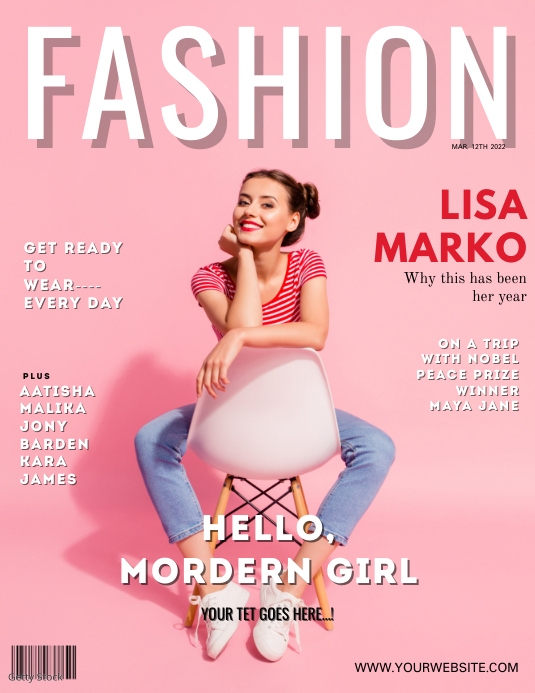 FASHION
MAR. 12TH 2022
LISA
MARKO
Why this has been
her year
GET READY
TO
WEAR----
EVERY DAY
ON A TRIP
WITH NOBEL
PEACE PRIZE
WINNER
MAYA JANE
PLUS
AATISHA
MALIKA
JONY
BARDEN
KARA
JAMES
HELLO,
MORDERN GIRL
YOUR TET GOES HERE...!
WWW.YOURWEBSITE.COM
Getty Stock